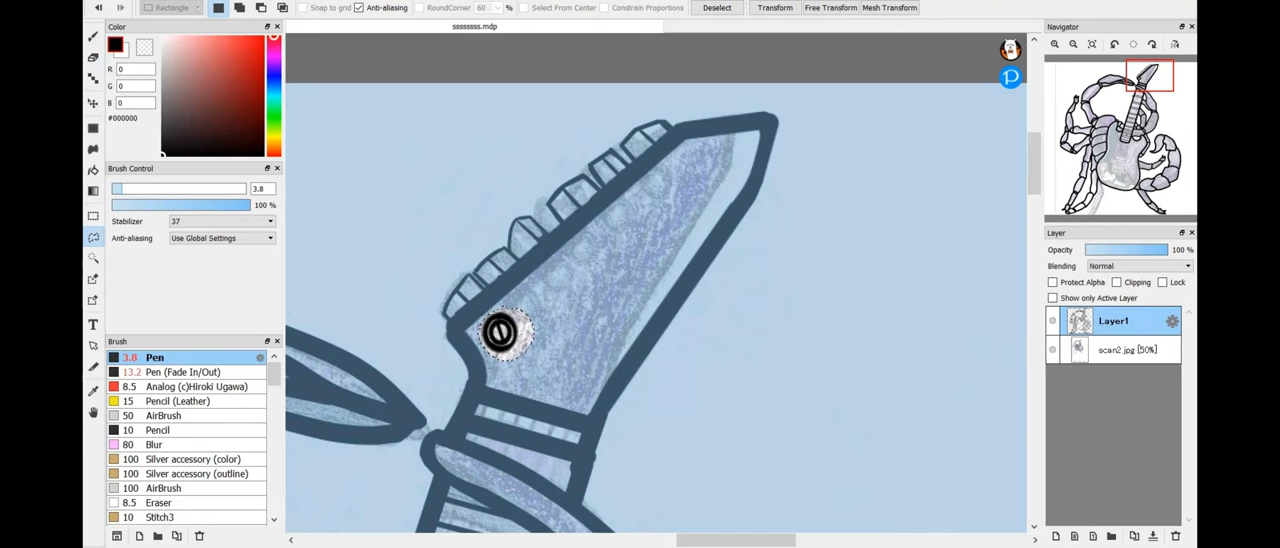 Rectangle Snap to grid Anti-aliasing RoundCorner 60 % Select From Center Constrain Proportions Deselect Transform Free Transform Mesh Transform
ssssssss.mdp
Color
R 0
G 0
B 0
#000000
Brush Control
3.8
100 %
Stabilizer 37
Anti-aliasing Use Global Settings
Brush
3.8 Pen
13.2 Pen (Fade In/Out)
8.5 Analog (c)Hiroki Ugawa)
15 Pencil (Leather)
50 AirBrush
10 Pencil
80 Blur
100 Silver accessory (color)
100 Silver accessory (outline)
100 AirBrush
8.5 Eraser
10 Stitch3
T
Navigator
Layer
Opacity 100 %
Blending Normal
Protect Alpha Clipping Lock
Show only Active Layer
Layer1
scan2.jpg [50%]